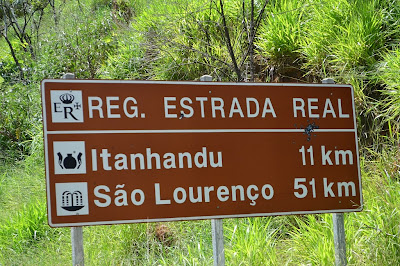 ER REG. ESTRADA REAL
Itanhandu 11 km
São Lourenço 51 km